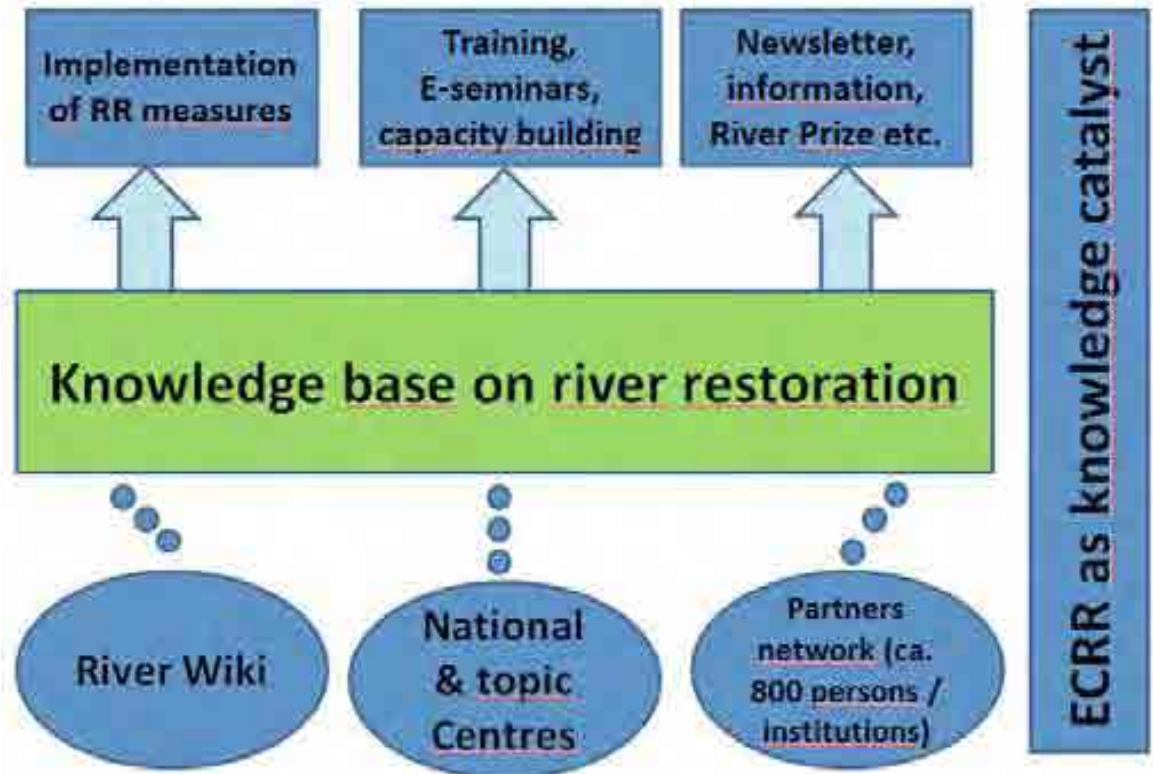 Implementation
of RR measures
Training,
E-seminars,
capacity building
Newsletter,
information,
River Prize etc.
Knowledge base on river restoration
River Wiki
National
& topic
Centres
Partners
network (ca.
800 persons /
institutions)
ECRR as knowledge catalyst